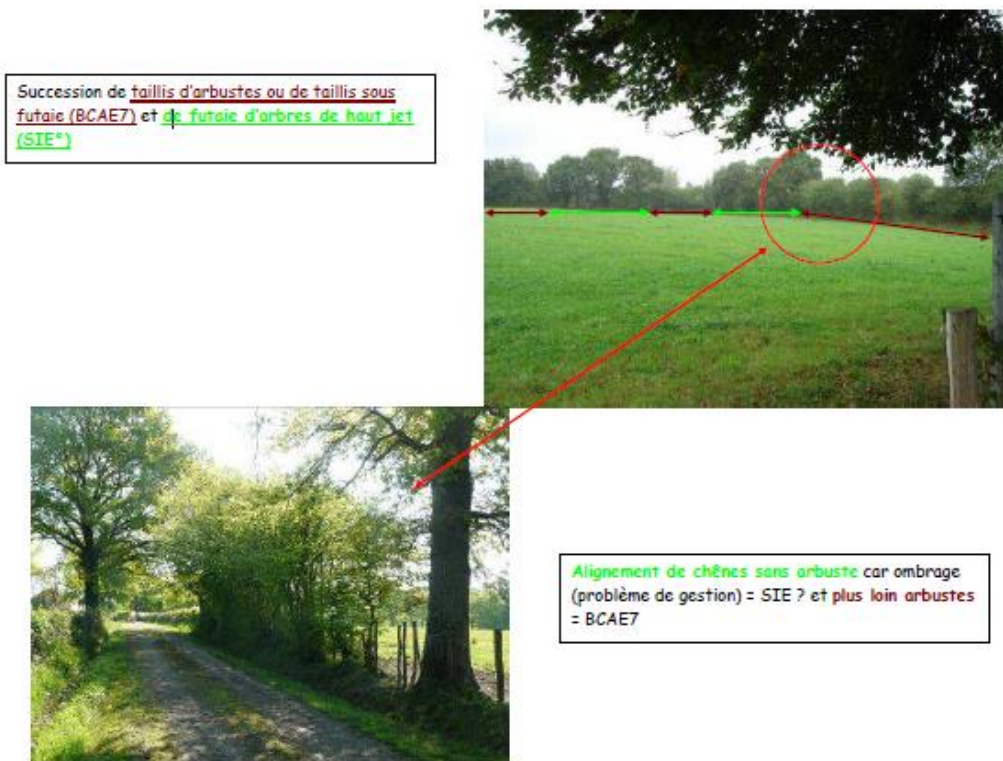 Succession de taillis d'arbustes ou de taillis sous
futaie (BCAE7) et de futaie d'arbres de haut jet
(SIE°)
Alignement de chênes sans arbuste car ombrage
(problème de gestion) = SIE ? et plus loin arbustes
= BCAE7